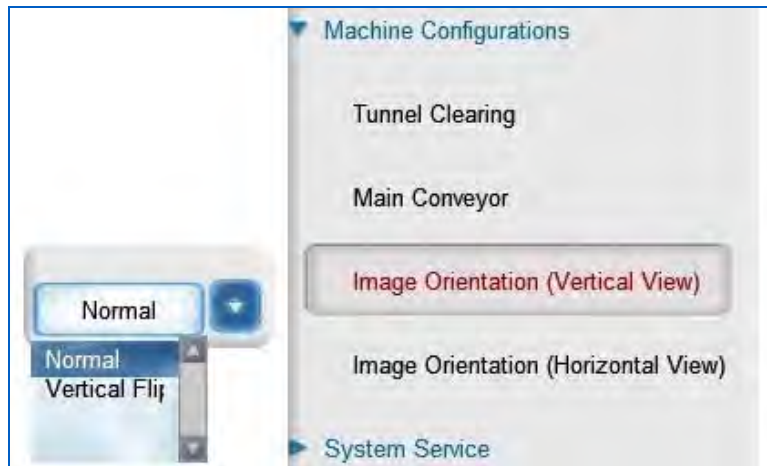 Machine Configurations
Tunnel Clearing
Main Conveyor
Image Orientation (Vertical View)
Image Orientation (Horizontal View)
System Service
Normal
Normal
Vertical Flip